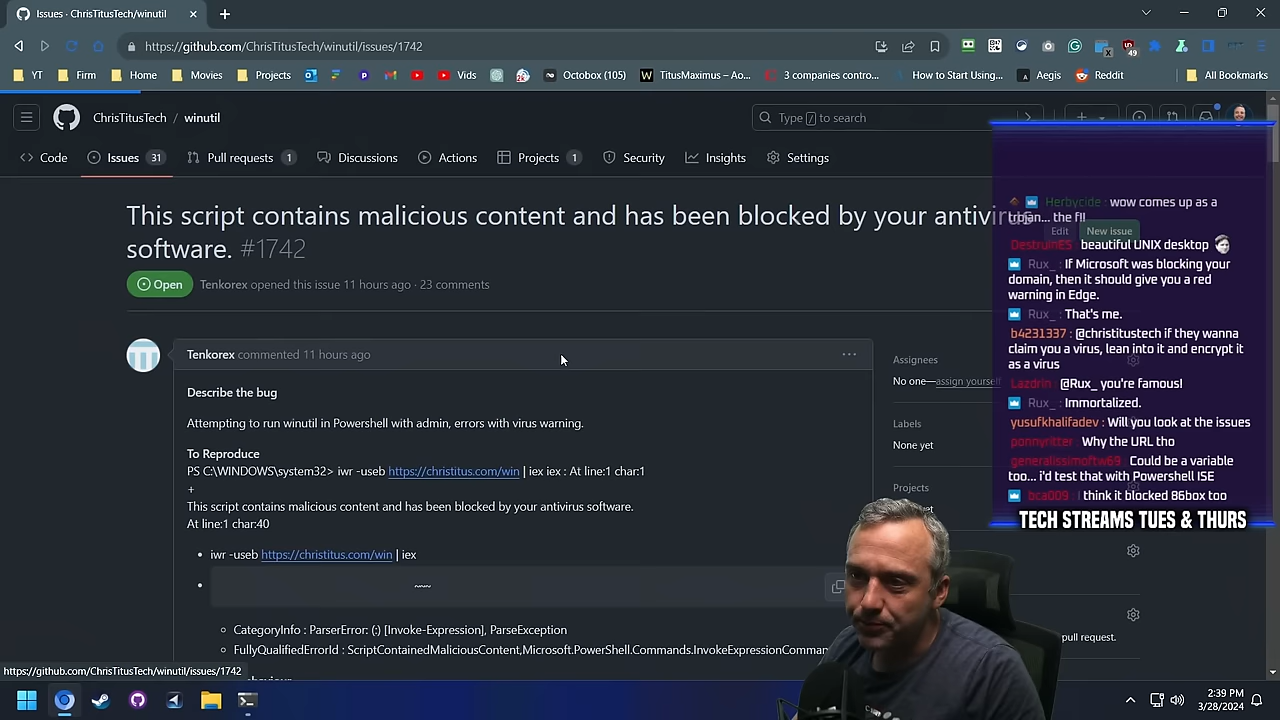 Issues · ChrisTitusTech/winutil
https://github.com/ChrisTitusTech/winutil/issues/1742
YT
Firm
Home
Movies
Projects
Vids
Octobox (105)
TitusMaximus – Ao...
3 companies contro...
How to Start Using...
Aegis
Reddit
All Bookmarks
49
ChrisTitusTech / winutil
Type / to search
Code
Issues 31
Pull requests 1
Discussions
Actions
Projects 1
Security
Insights
Settings
This script contains malicious content and has been blocked by your antivirus
software. #1742
Edit
New issue
Open
Tenkorex opened this issue 11 hours ago · 23 comments
Tenkorex commented 11 hours ago
Describe the bug
Attempting to run winutil in Powershell with admin, errors with virus warning.
To Reproduce
PS C:\WINDOWS\system32> iwr -useb https://christitus.com/win | iex iex : At line:1 char:1
+
This script contains malicious content and has been blocked by your antivirus software.
At line:1 char:40
iwr -useb https://christitus.com/win | iex
~~~
CategoryInfo : ParserError: (:) [Invoke-Expression], ParseException
FullyQualifiedErrorId : ScriptContainedMaliciousContent,Microsoft.PowerShell.Commands.InvokeExpressionComman
Assignees
No one—assign yourself
Labels
None yet
Projects
pull request.
Herbycide : wow comes up as a
trojan... the f!!
DestruinES beautiful UNIX desktop
Rux_ : If Microsoft was blocking your
domain, then it should give you a red
warning in Edge.
Rux_ : That's me.
b4231337 : @christitustech if they wanna
claim you a virus, lean into it and encrypt it
as a virus
Lazdrin : @Rux_ you're famous!
Rux_ : Immortalized.
yusufkhalifadev : Will you look at the issues
ponnyritter : Why the URL tho
generalissimoftw69 : Could be a variable
too... i'd test that with Powershell ISE
bca009 : I think it blocked 86box too
TECH STREAMS TUES & THURS
https://github.com/ChrisTitusTech/winutil/issues/1742
2:39 PM
3/28/2024